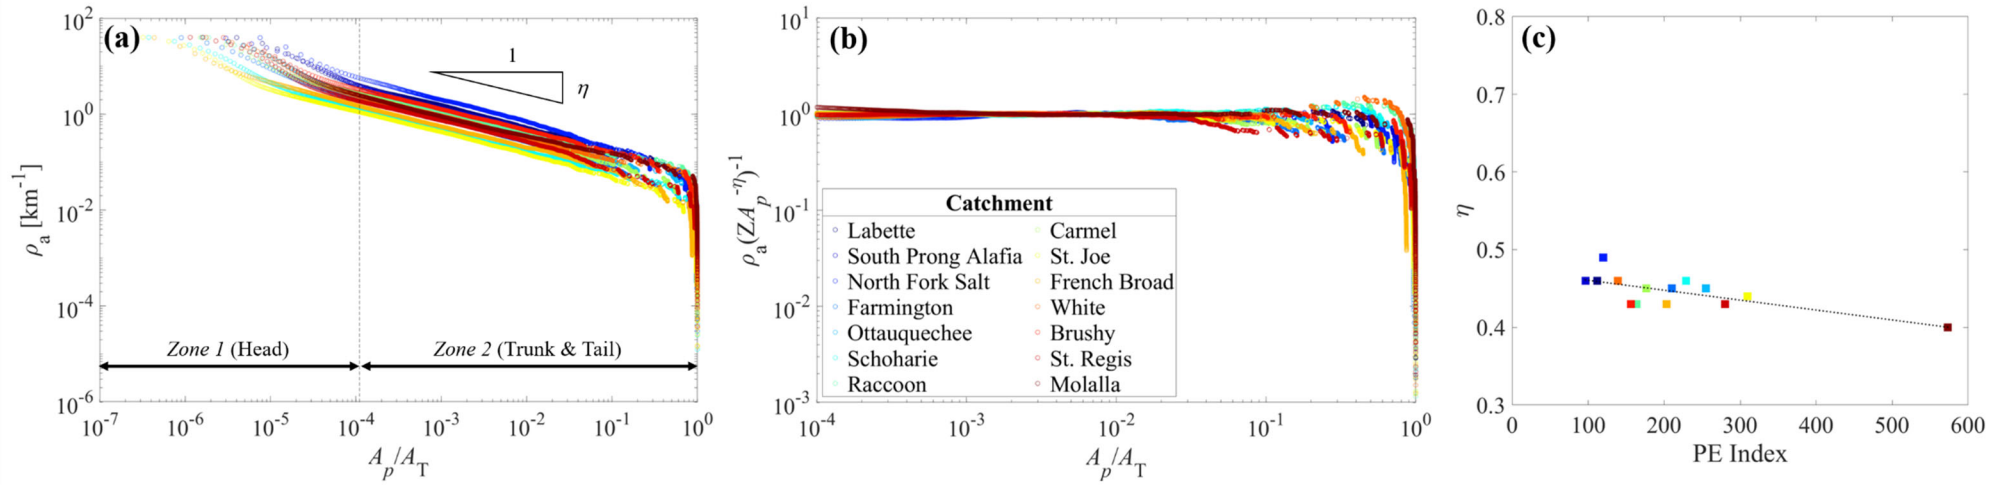 (a)
10^2
10^0
10^-2
10^-4
10^-6
ρ_a [km^-1]
1
η
Zone 1 (Head)
Zone 2 (Trunk & Tail)
10^-7 10^-6 10^-5 10^-4 10^-3 10^-2 10^-1 10^0
A_p/A_T
(b)
10^1
10^0
10^-1
10^-2
10^-3
ρ_a(ZA_p^-η)^-1
Catchment
Labette Carmel
South Prong Alafia St. Joe
North Fork Salt French Broad
Farmington White
Ottauquechee Brushy
Schoharie St. Regis
Raccoon Molalla
10^-4 10^-3 10^-2 10^-1 10^0
A_p/A_T
(c)
0.8
0.7
0.6
0.5
0.4
0.3
η
0 100 200 300 400 500 600
PE Index